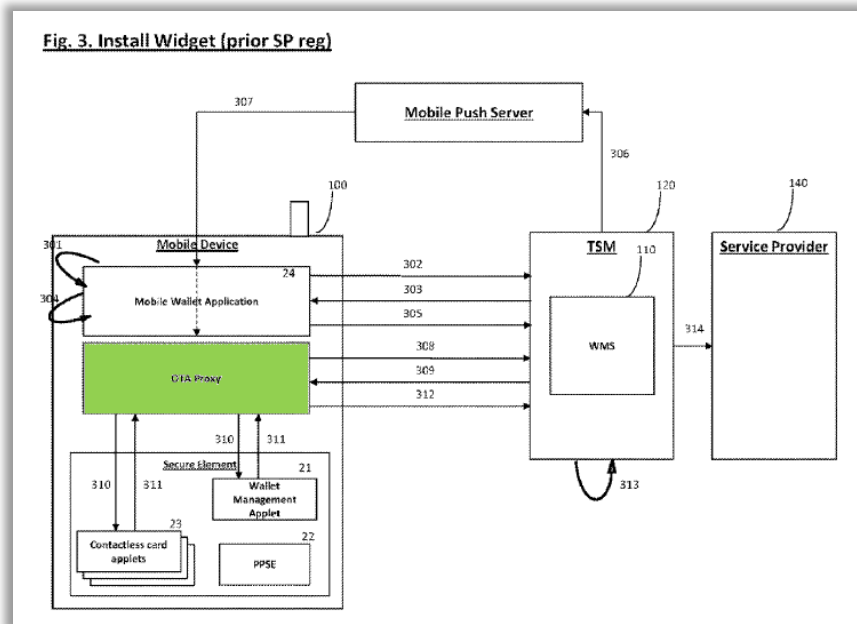 Fig. 3. Install Widget (prior SP reg)
307
Mobile Push Server
306
100
120
140
Mobile Device
TSM
Service Provider
301
24
302
110
303
304
Mobile Wallet Application
305
WMS
314
308
OTA Proxy
309
312
310
311
310
311
Secure Element
21
Wallet
Management
Applet
313
23
22
Contactless card
applets
PPSE